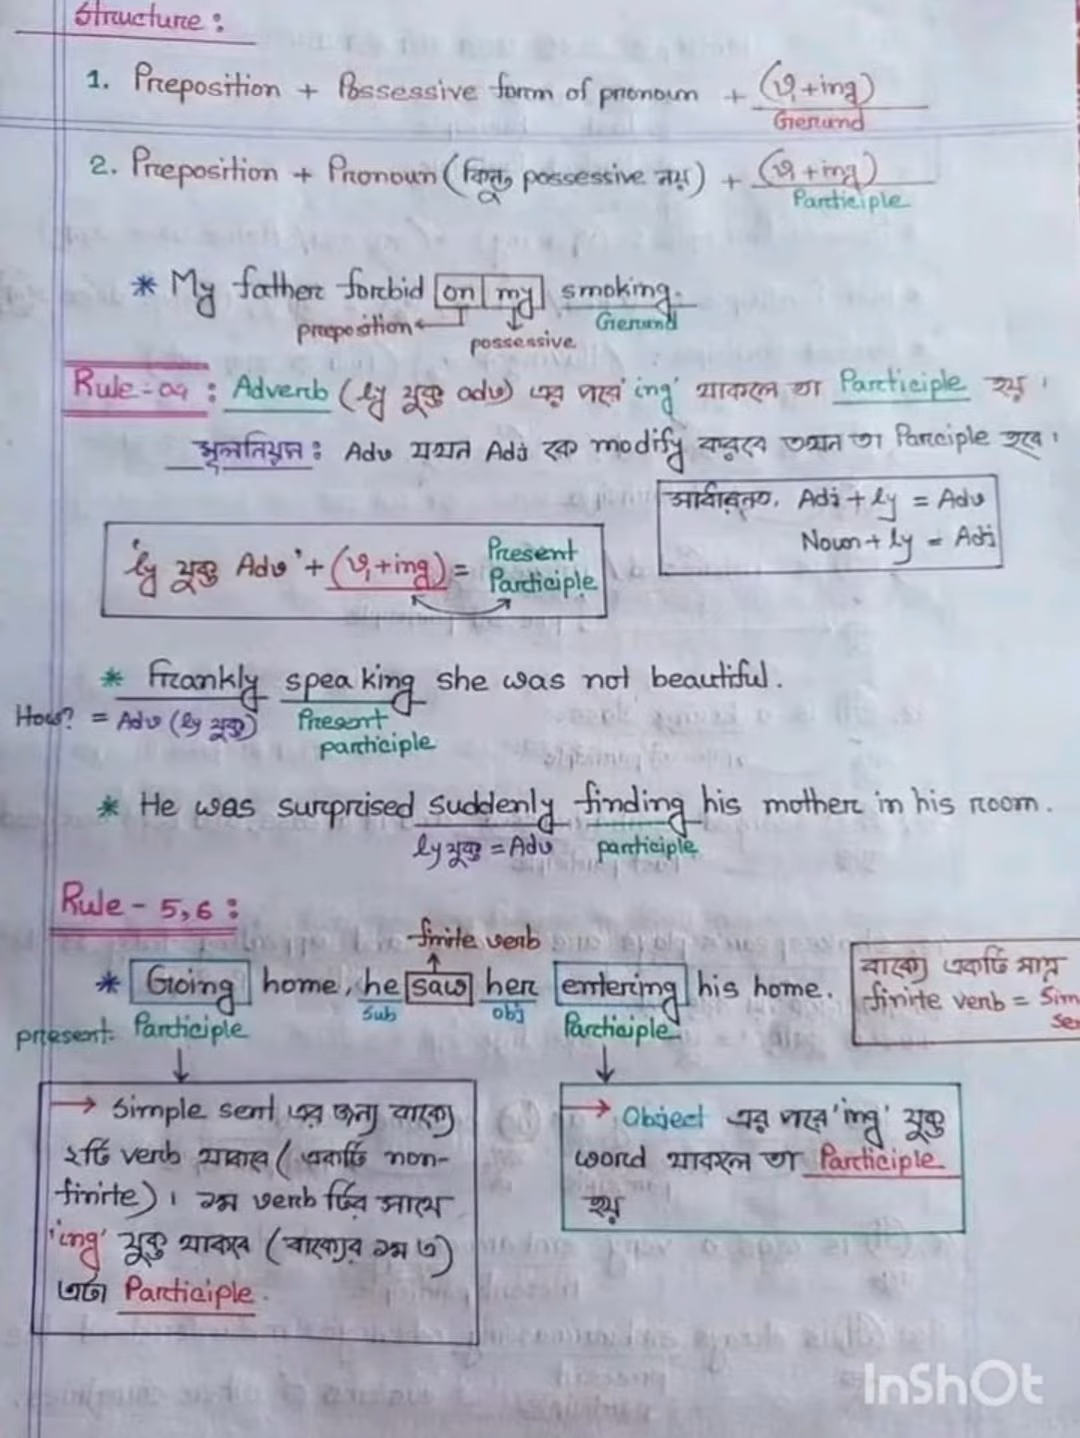 Structure :
1. Preposition + Possessive form of pronoun + (v₁+ing)
Gerund
2. Preposition + Pronoun (কিন্তু possessive নয়) + (v₁+ing)
Participle
* My father forbid on my smoking.
preposition
Gerund
possessive
Rule-04 : Adverb (ly যুক্ত adv) এর পরে 'ing' থাকলে তা Participle হয়।
মূলনিয়ম : Adv যখন Adj কে modify করবে তখন তা Parciple হবে।
সাধারনত, Adj + ly = Adv
Noun + ly = Adj
'ly যুক্ত Adv' + (v₁+ing) = Present Participle
* Frankly speaking she was not beautiful.
How? = Adv (ly যুক্ত) Present
participle
* He was surprised suddenly finding his mother in his room.
ly যুক্ত = Adv participle
Rule - 5,6 :
finite verb
* Going home, he saw her entering his home.
sub obj
present Participle Participle
বাক্যে একটি মাত্র
finite verb = Sim
Se
→ Simple sent এর জন্য বাক্যে
২টি verb থাকবে (একটি non-
finite)। ১ম verb টির সাথে
'ing' যুক্ত থাকবে (বাক্যের ১ম এ)
এটা Participle.
→ Object এর পরে 'ing' যুক্ত
word থাকলে তা Participle
হয়
InShOt